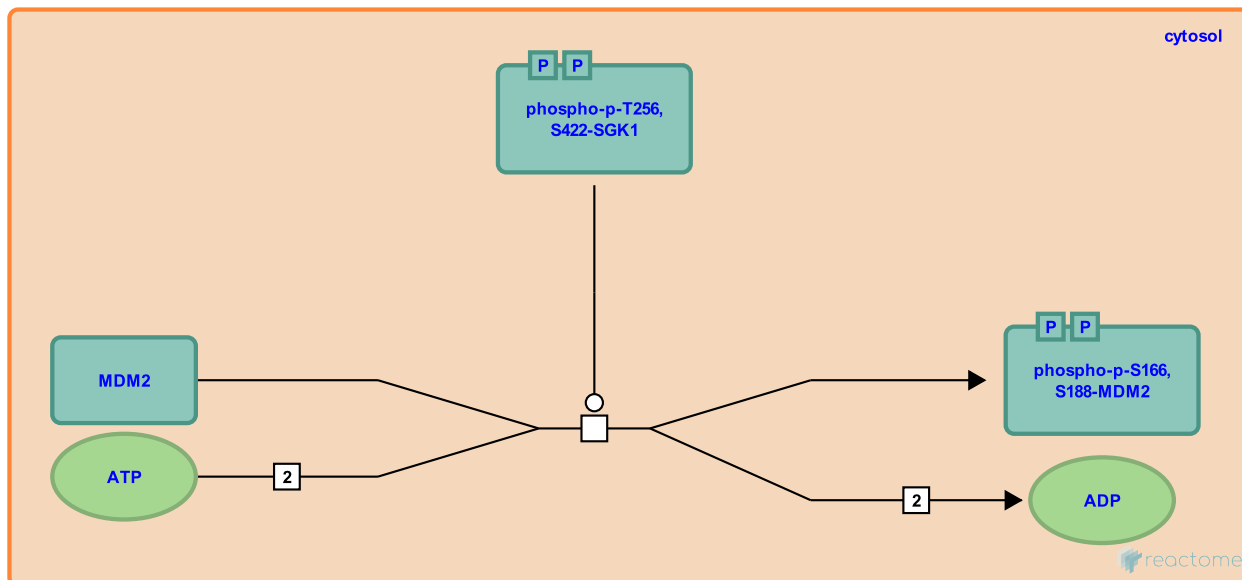 cytosol
P P
phospho-p-T256,
S422-SGK1
P P
phospho-p-S166,
S188-MDM2
MDM2
ATP
2
2
ADP
reactome